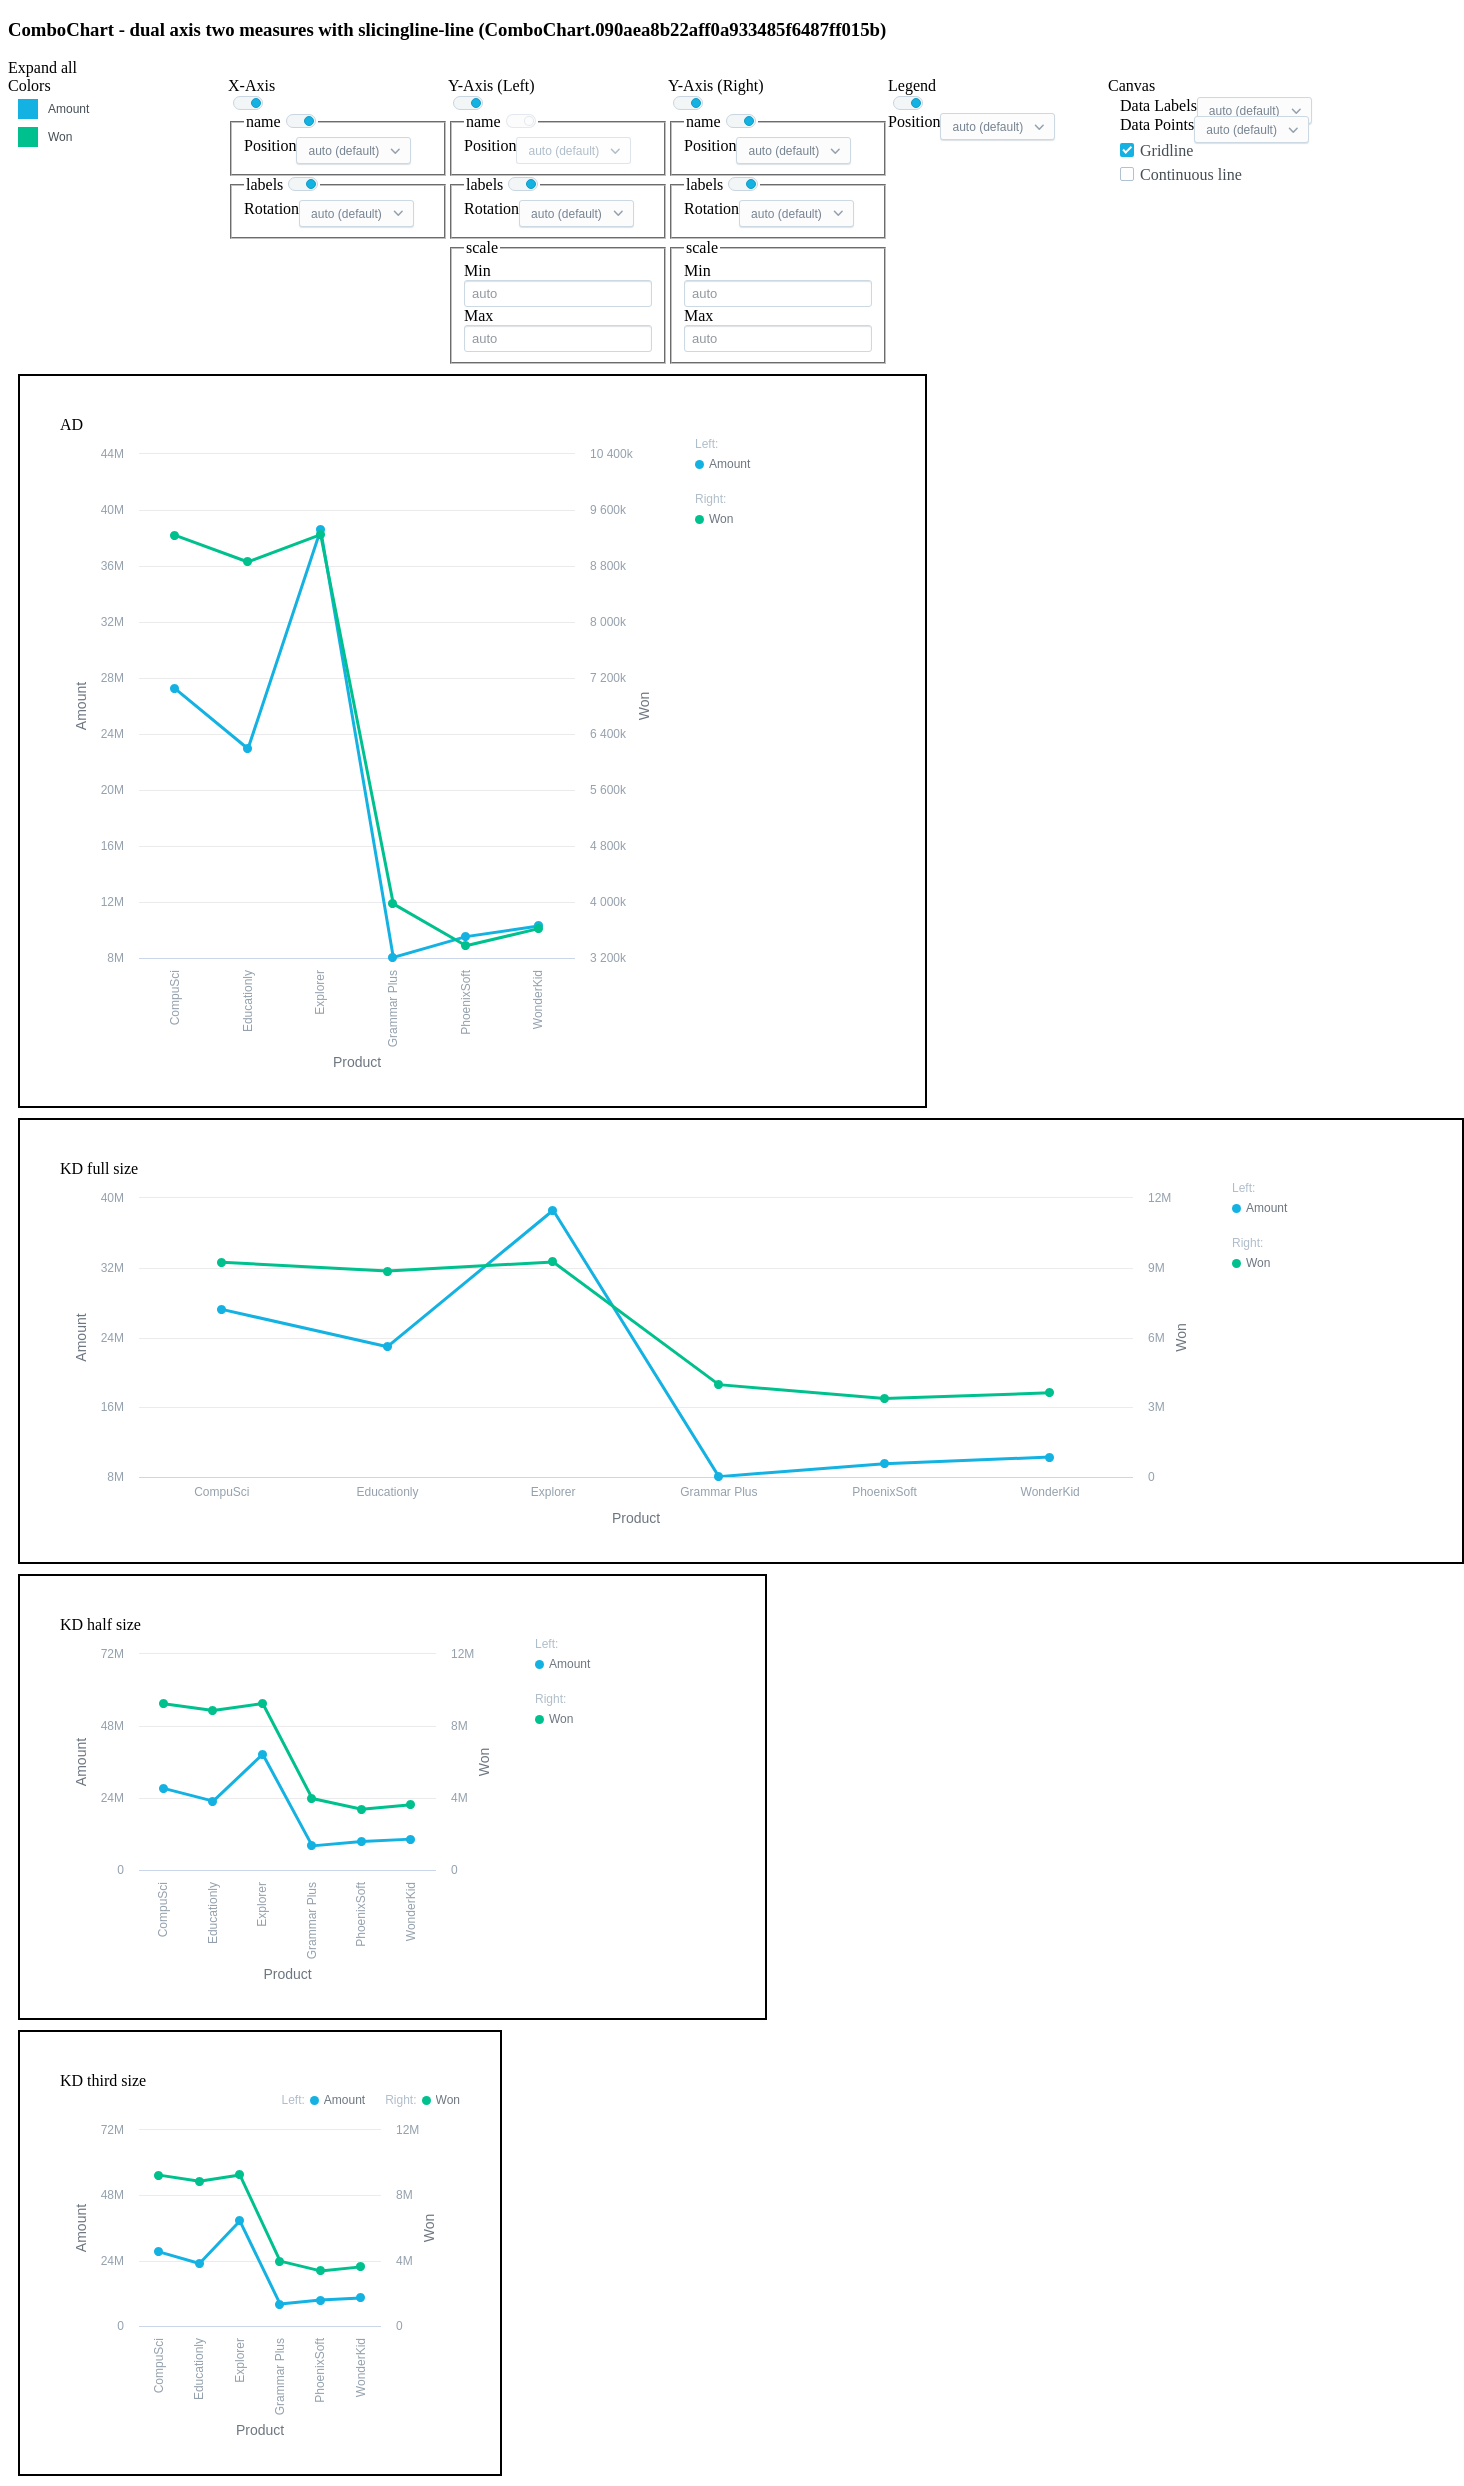 ComboChart - dual axis two measures with slicingline-line (ComboChart.090aea8b22aff0a933485f6487ff015b)
Expand all
Colors
Amount
Won
X-Axis
name
Position auto (default)
labels
Rotation auto (default)
Y-Axis (Left)
name
Position auto (default)
labels
Rotation auto (default)
scale
Min
auto
Max
auto
Y-Axis (Right)
name
Position auto (default)
labels
Rotation auto (default)
scale
Min
auto
Max
auto
Legend
Position auto (default)
Canvas
Data Labels auto (default)
Data Points auto (default)
Gridline
Continuous line
AD
44M
40M
36M
32M
28M
24M
20M
16M
12M
8M
Amount
10 400k
9 600k
8 800k
8 000k
7 200k
6 400k
5 600k
4 800k
4 000k
3 200k
Won
CompuSci
Educationly
Explorer
Grammar Plus
PhoenixSoft
WonderKid
Product
Left:
Amount
Right:
Won
KD full size
40M
32M
24M
16M
8M
Amount
12M
9M
6M
3M
0
Won
CompuSci Educationly Explorer Grammar Plus PhoenixSoft WonderKid
Product
Left:
Amount
Right:
Won
KD half size
72M
48M
24M
0
Amount
12M
8M
4M
0
Won
CompuSci
Educationly
Explorer
Grammar Plus
PhoenixSoft
WonderKid
Product
Left:
Amount
Right:
Won
KD third size
Left: Amount Right: Won
72M
48M
24M
0
Amount
12M
8M
4M
0
Won
CompuSci
Educationly
Explorer
Grammar Plus
PhoenixSoft
WonderKid
Product